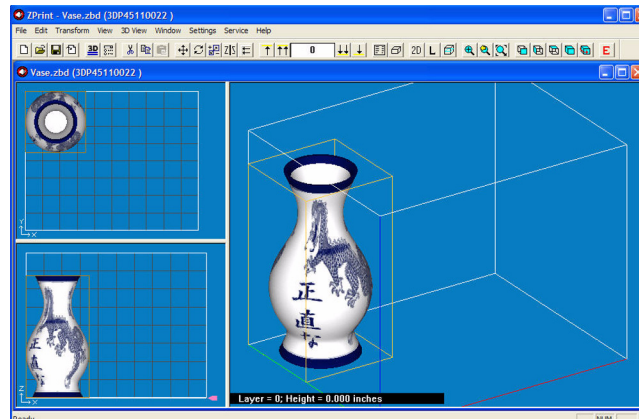 ZPrint - Vase.zbd (3DP45110022 )
File Edit Transform View 3D View Window Settings Service Help
3D Z|S 0 2D L E
Vase.zbd (3DP45110022 )
Y
X
Z
X
正
直
な
正
直
な
Layer = 0; Height = 0.000 inches
Ready NUM